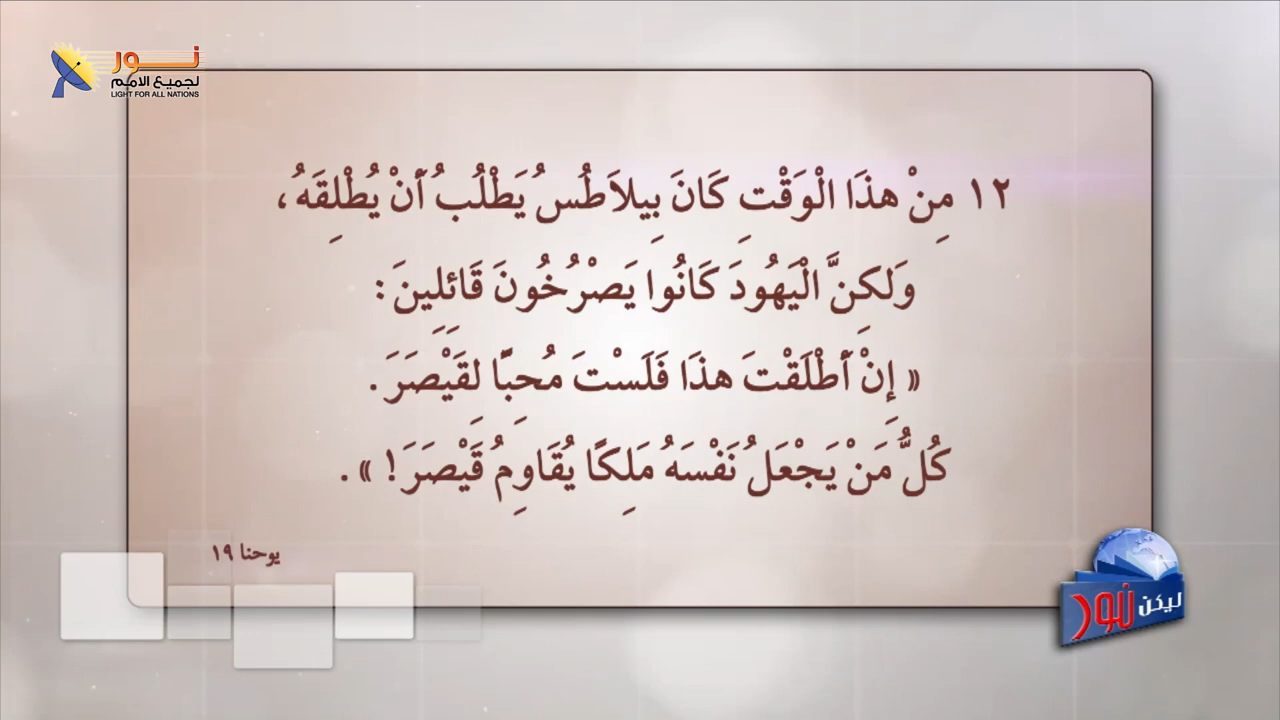 نـور
لجميع الامم
LIGHT FOR ALL NATIONS
١٢ مِنْ هذَا الْوَقْتِ كَانَ بِيلاَطُسُ يَطْلُبُ أَنْ يُطْلِقَهُ،
وَلكِنَّ الْيَهُودَ كَانُوا يَصْرُخُونَ قَائِلِينَ:
« إِنْ أَطْلَقْتَ هذَا فَلَسْتَ مُحِبًّا لِقَيْصَرَ.
كُلُّ مَنْ يَجْعَلُ نَفْسَهُ مَلِكًا يُقَاوِمُ قَيْصَرَ! ».
يوحنا ١٩
ليكن نور